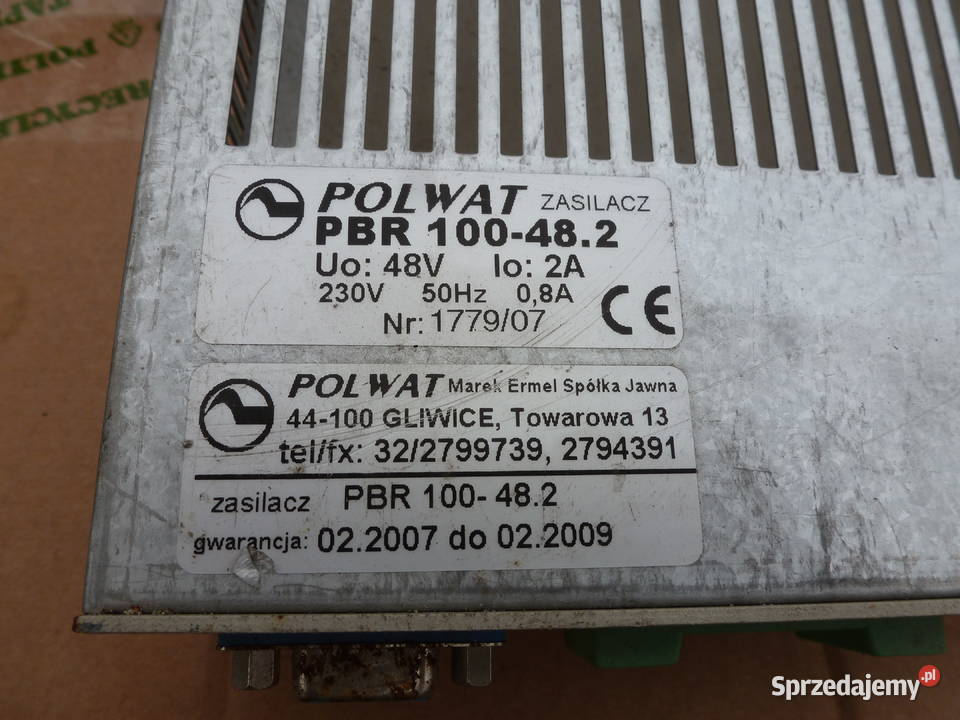 POLWAT ZASILACZ
PBR 100-48.2
Uo: 48V Io: 2A
230V 50Hz 0,8A
CE
Nr: 1779/07
POLWAT Marek Ermel Spółka Jawna
44-100 GLIWICE, Towarowa 13
tel/fx: 32/2799739, 2794391
zasilacz PBR 100- 48.2
gwarancja: 02.2007 do 02.2009
Sprzedajemy.pl